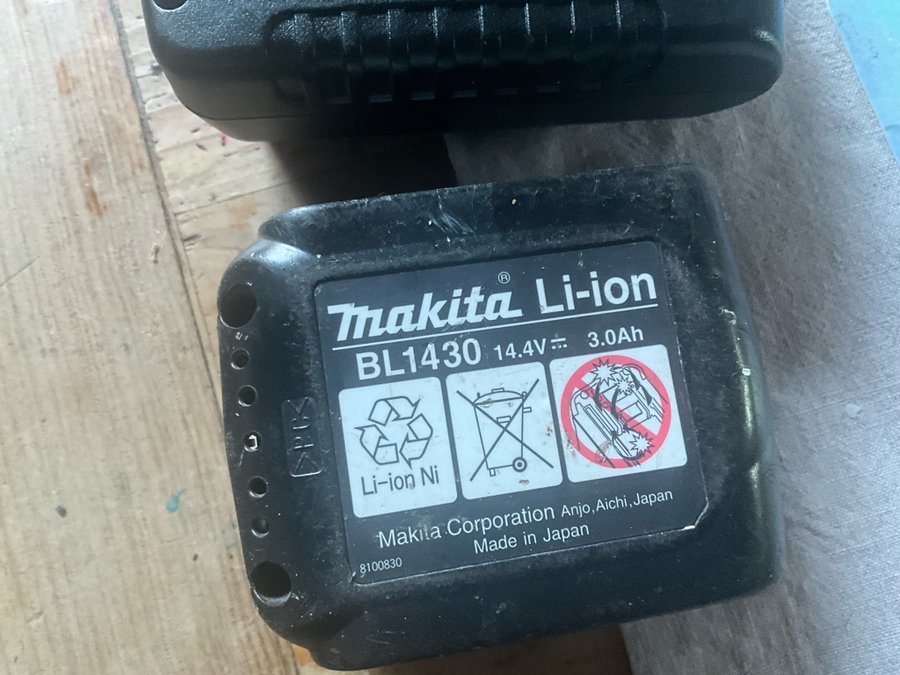 makita® Li-ion
BL1430 14.4V⎓ 3.0Ah
Li-ion Ni
Makita Corporation Anjo,Aichi,Japan
Made in Japan
8100830